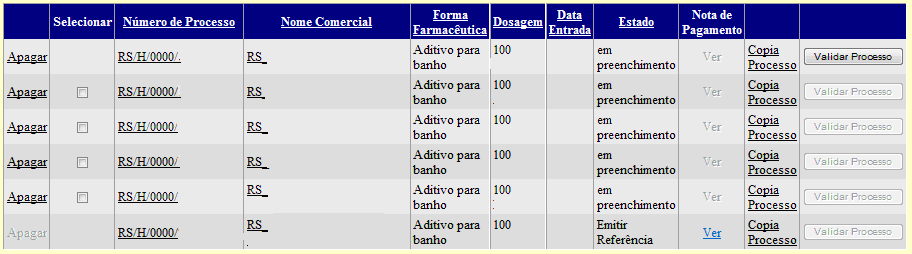 Selecionar Número de Processo Nome Comercial Forma Farmacêutica Dosagem Data Entrada Estado Nota de Pagamento
Apagar RS/H/0000/. RS_ Aditivo para banho 100 em preenchimento Ver Copia Processo Validar Processo
Apagar RS/H/0000/ RS_ Aditivo para banho 100 em preenchimento Ver Copia Processo Validar Processo
Apagar RS/H/0000/ RS_ Aditivo para banho 100 em preenchimento Ver Copia Processo Validar Processo
Apagar RS/H/0000/ RS_ Aditivo para banho 100 em preenchimento Ver Copia Processo Validar Processo
Apagar RS/H/0000/ RS_ Aditivo para banho 100 em preenchimento Ver Copia Processo Validar Processo
Apagar RS/H/0000/ RS_ Aditivo para banho 100 Emitir Referência Ver Copia Processo Validar Processo